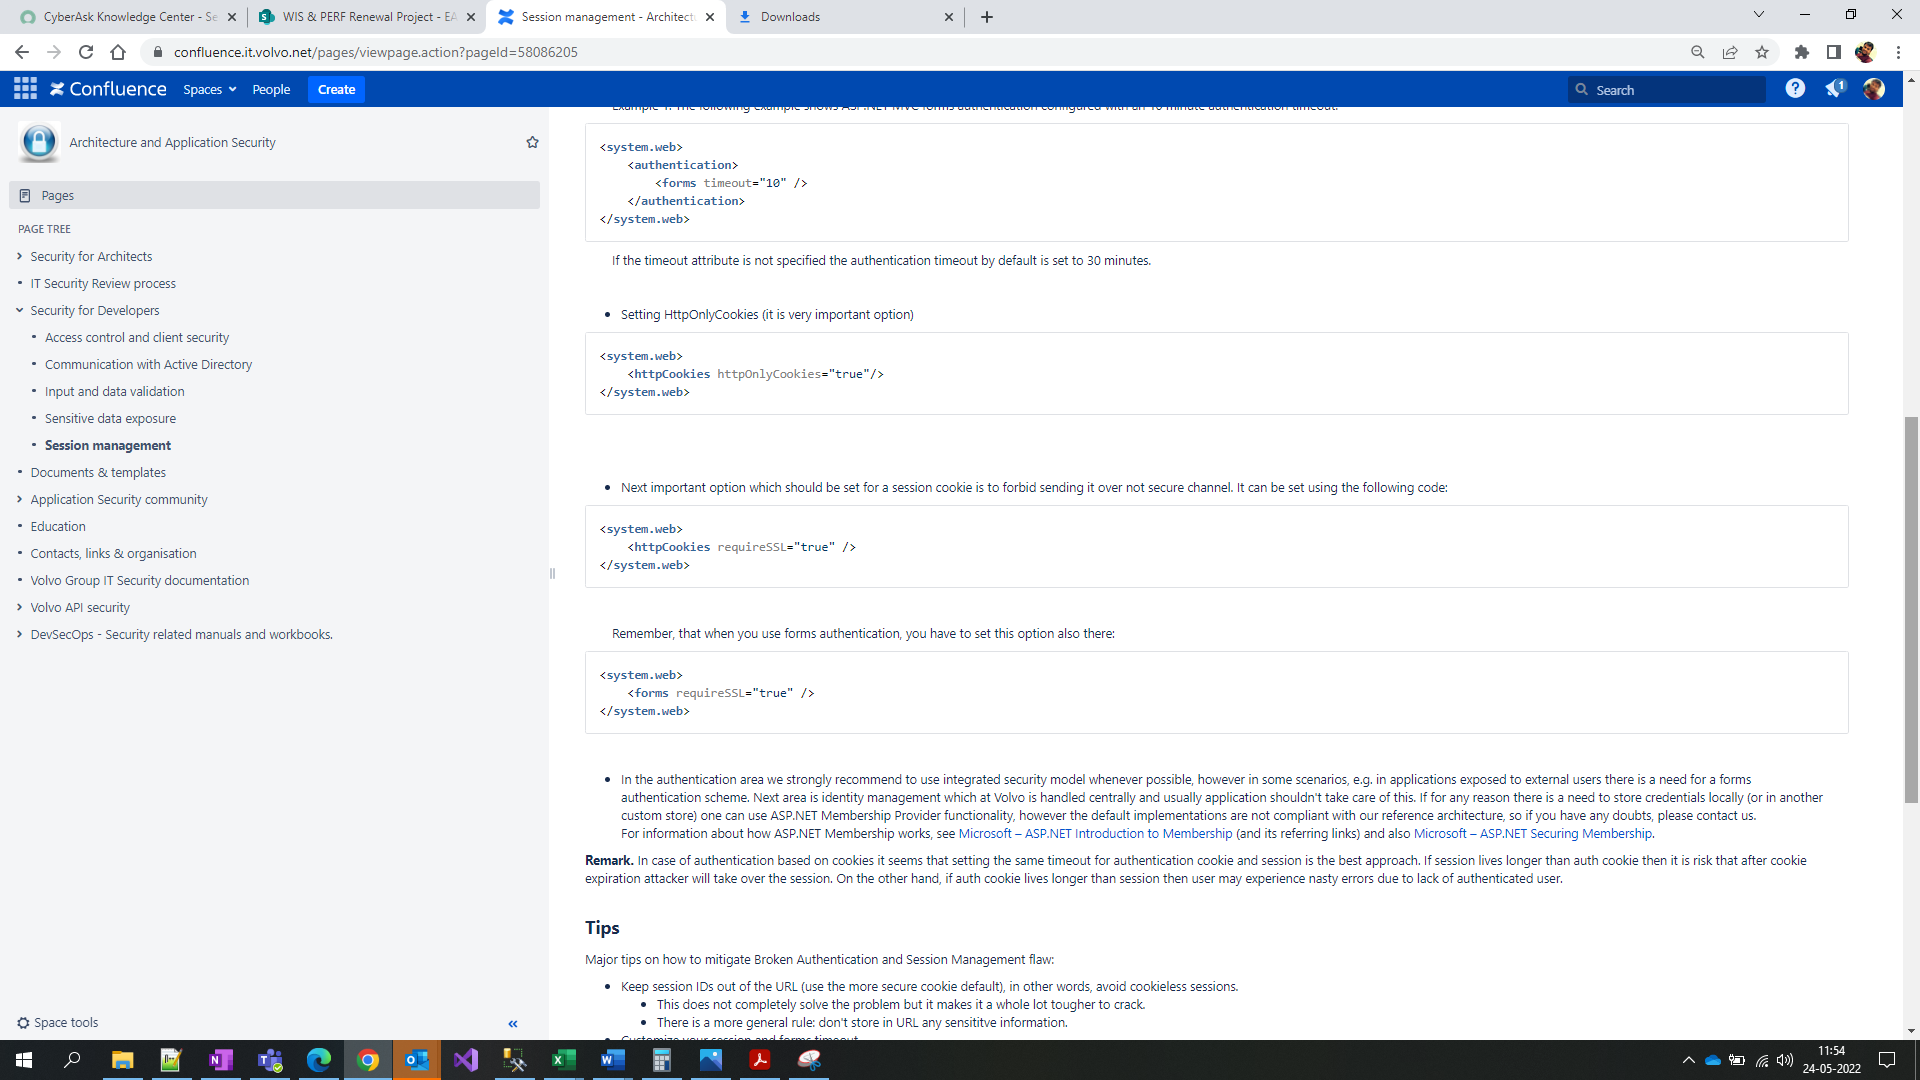 CyberAsk Knowledge Center - Se
WIS & PERF Renewal Project - EA
Session management - Architectu
Downloads
confluence.it.volvo.net/pages/viewpage.action?pageId=58086205
Confluence
Spaces
People
Create
Search
1
Architecture and Application Security
Pages
PAGE TREE
Security for Architects
IT Security Review process
Security for Developers
Access control and client security
Communication with Active Directory
Input and data validation
Sensitive data exposure
Session management
Documents & templates
Application Security community
Education
Contacts, links & organisation
Volvo Group IT Security documentation
Volvo API security
DevSecOps - Security related manuals and workbooks.
Space tools
<system.web>
<authentication>
<forms timeout="10" />
</authentication>
</system.web>
If the timeout attribute is not specified the authentication timeout by default is set to 30 minutes.
• Setting HttpOnlyCookies (it is very important option)
<system.web>
<httpCookies httpOnlyCookies="true"/>
</system.web>
• Next important option which should be set for a session cookie is to forbid sending it over not secure channel. It can be set using the following code:
<system.web>
<httpCookies requireSSL="true" />
</system.web>
Remember, that when you use forms authentication, you have to set this option also there:
<system.web>
<forms requireSSL="true" />
</system.web>
• In the authentication area we strongly recommend to use integrated security model whenever possible, however in some scenarios, e.g. in applications exposed to external users there is a need for a forms
authentication scheme. Next area is identity management which at Volvo is handled centrally and usually application shouldn't take care of this. If for any reason there is a need to store credentials locally (or in another
custom store) one can use ASP.NET Membership Provider functionality, however the default implementations are not compliant with our reference architecture, so if you have any doubts, please contact us.
For information about how ASP.NET Membership works, see Microsoft – ASP.NET Introduction to Membership (and its referring links) and also Microsoft – ASP.NET Securing Membership.
Remark. In case of authentication based on cookies it seems that setting the same timeout for authentication cookie and session is the best approach. If session lives longer than auth cookie then it is risk that after cookie
expiration attacker will take over the session. On the other hand, if auth cookie lives longer than session then user may experience nasty errors due to lack of authenticated user.
Tips
Major tips on how to mitigate Broken Authentication and Session Management flaw:
• Keep session IDs out of the URL (use the more secure cookie default), in other words, avoid cookieless sessions.
• This does not completely solve the problem but it makes it a whole lot tougher to crack.
• There is a more general rule: don't store in URL any sensititve information.
11:54
24-05-2022